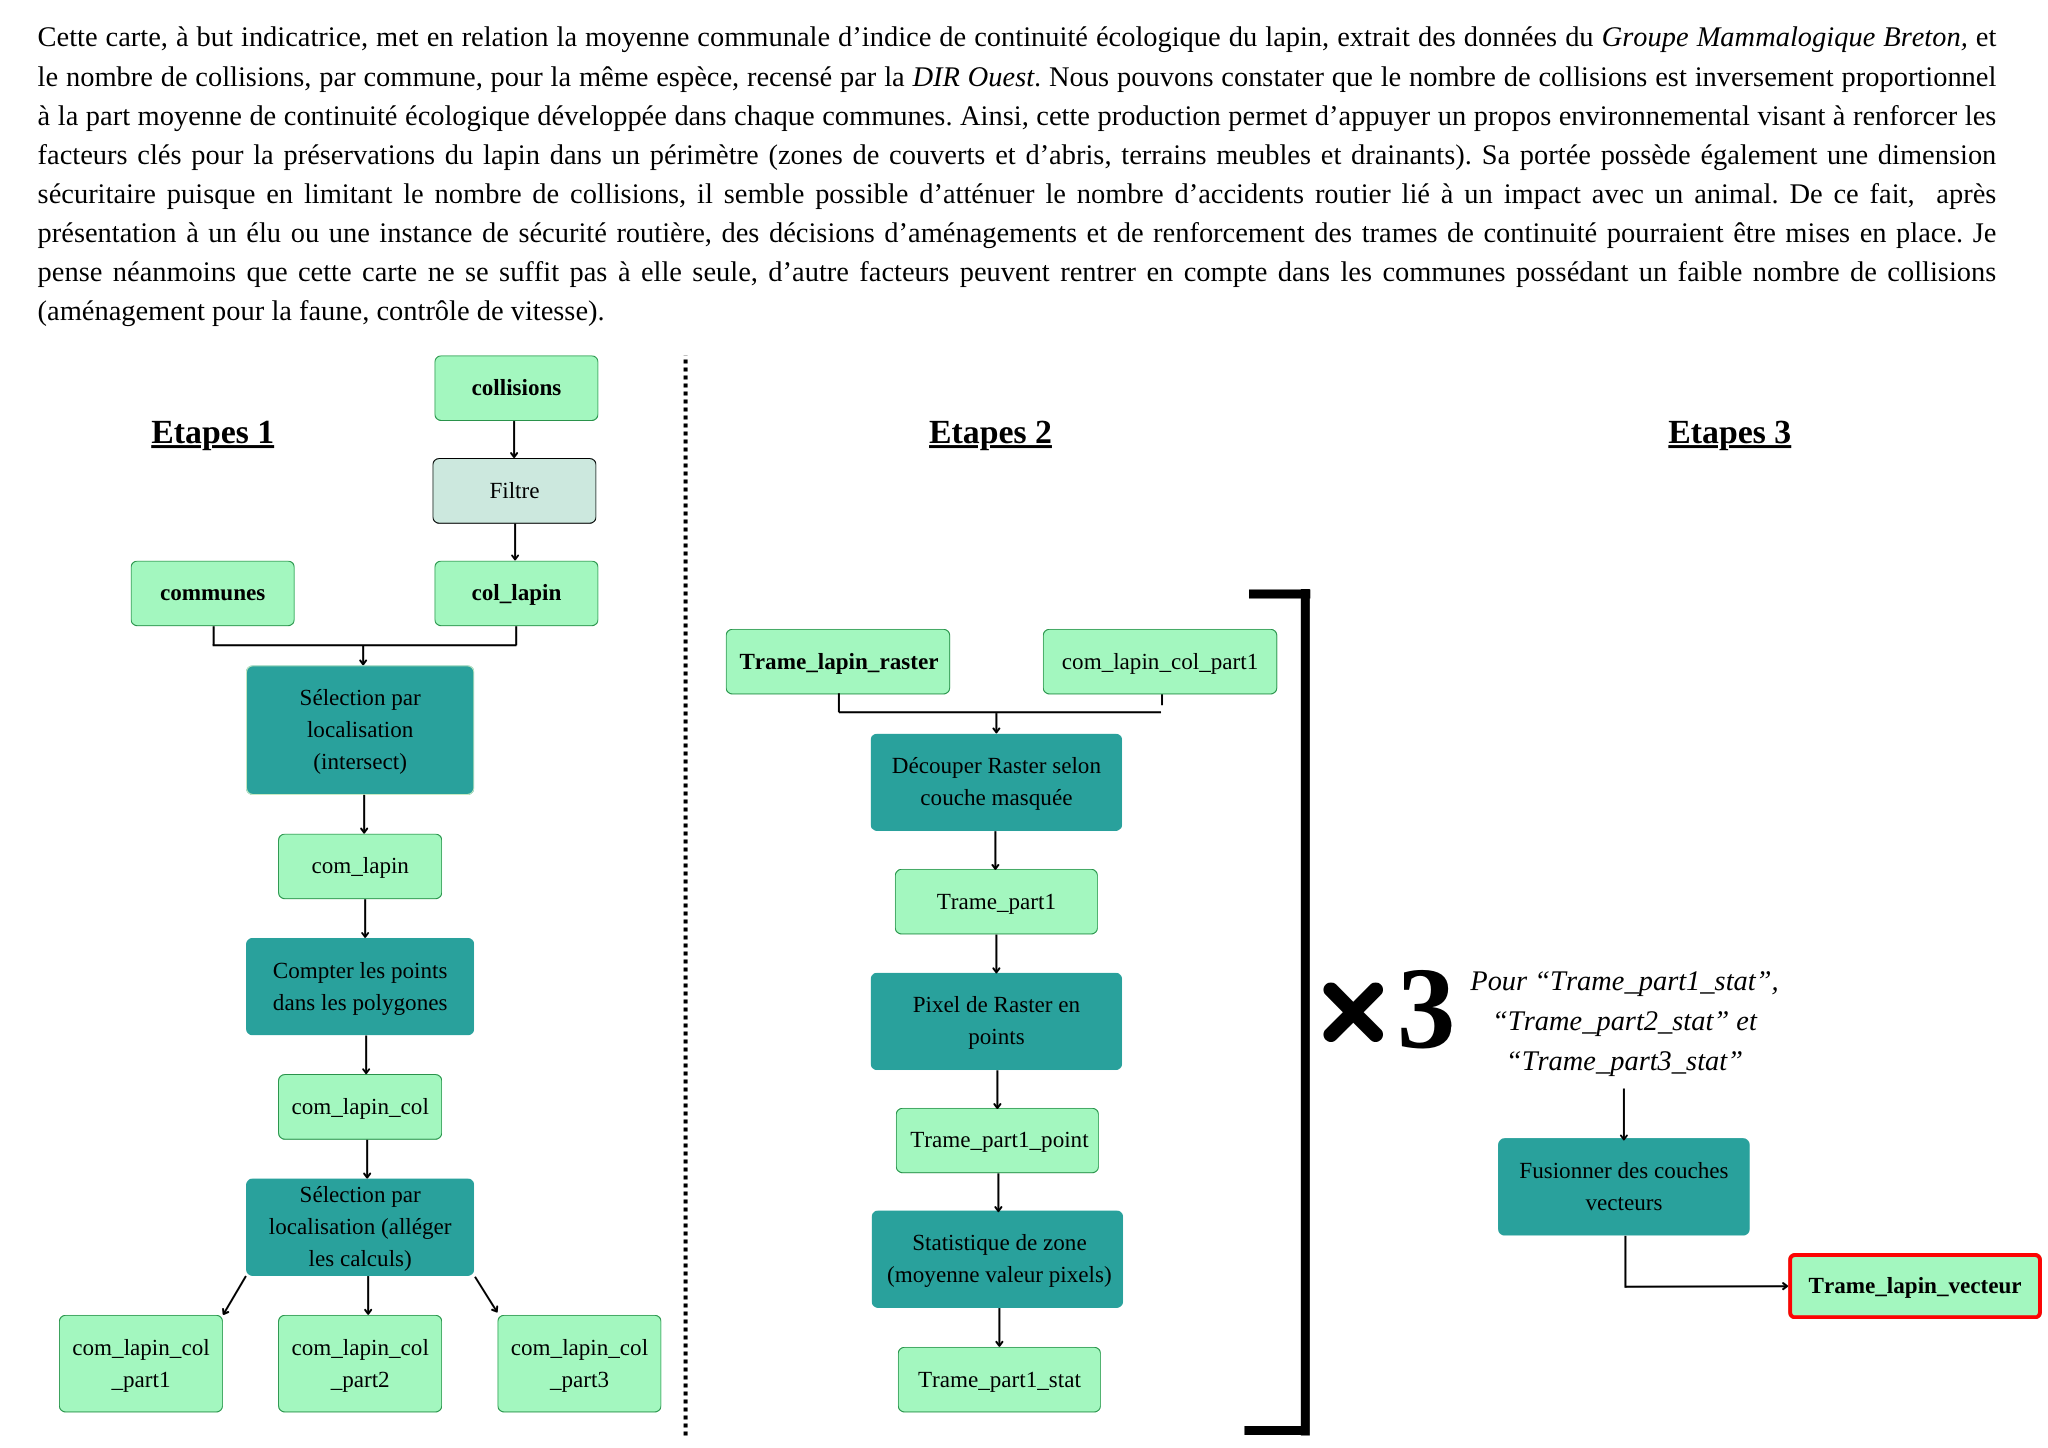 Cette carte, à but indicatrice, met en relation la moyenne communale d’indice de continuité écologique du lapin, extrait des données du Groupe Mammalogique Breton, et
le nombre de collisions, par commune, pour la même espèce, recensé par la DIR Ouest. Nous pouvons constater que le nombre de collisions est inversement proportionnel
à la part moyenne de continuité écologique développée dans chaque communes. Ainsi, cette production permet d’appuyer un propos environnemental visant à renforcer les
facteurs clés pour la préservations du lapin dans un périmètre (zones de couverts et d’abris, terrains meubles et drainants). Sa portée possède également une dimension
sécuritaire puisque en limitant le nombre de collisions, il semble possible d’atténuer le nombre d’accidents routier lié à un impact avec un animal. De ce fait, après
présentation à un élu ou une instance de sécurité routière, des décisions d’aménagements et de renforcement des trames de continuité pourraient être mises en place. Je
pense néanmoins que cette carte ne se suffit pas à elle seule, d’autre facteurs peuvent rentrer en compte dans les communes possédant un faible nombre de collisions
(aménagement pour la faune, contrôle de vitesse).
Etapes 1
collisions
Filtre
communes
col_lapin
Sélection par
localisation
(intersect)
com_lapin
Compter les points
dans les polygones
com_lapin_col
Sélection par
localisation (alléger
les calculs)
com_lapin_col
_part1
com_lapin_col
_part2
com_lapin_col
_part3
Etapes 2
Trame_lapin_raster
com_lapin_col_part1
Découper Raster selon
couche masquée
Trame_part1
Pixel de Raster en
points
Trame_part1_point
Statistique de zone
(moyenne valeur pixels)
Trame_part1_stat
×3
Etapes 3
Pour “Trame_part1_stat”,
“Trame_part2_stat” et
“Trame_part3_stat”
Fusionner des couches
vecteurs
Trame_lapin_vecteur